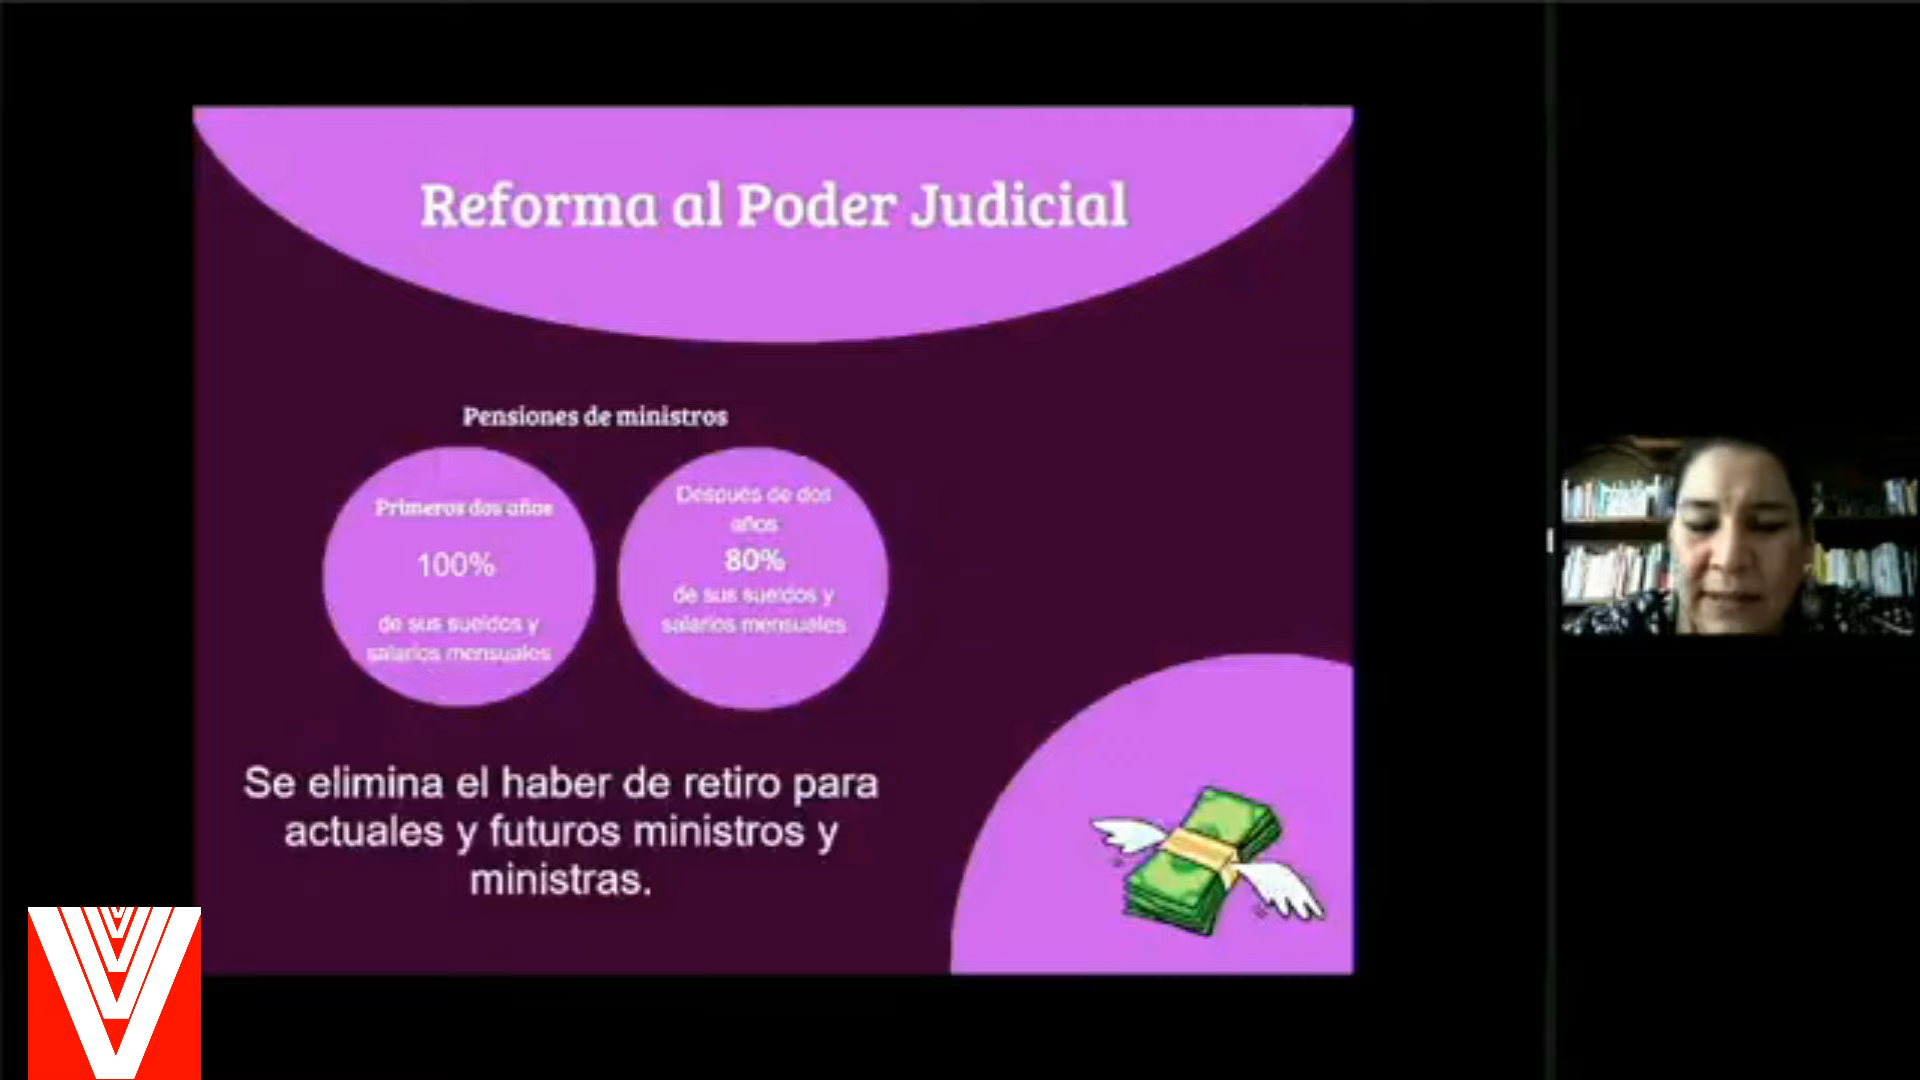 Reforma al Poder Judicial
Pensiones de ministros
Primeros dos años
100%
de sus sueldos y
salarios mensuales
Después de dos
años
80%
de sus sueldos y
salarios mensuales
Se elimina el haber de retiro para
actuales y futuros ministros y
ministras.